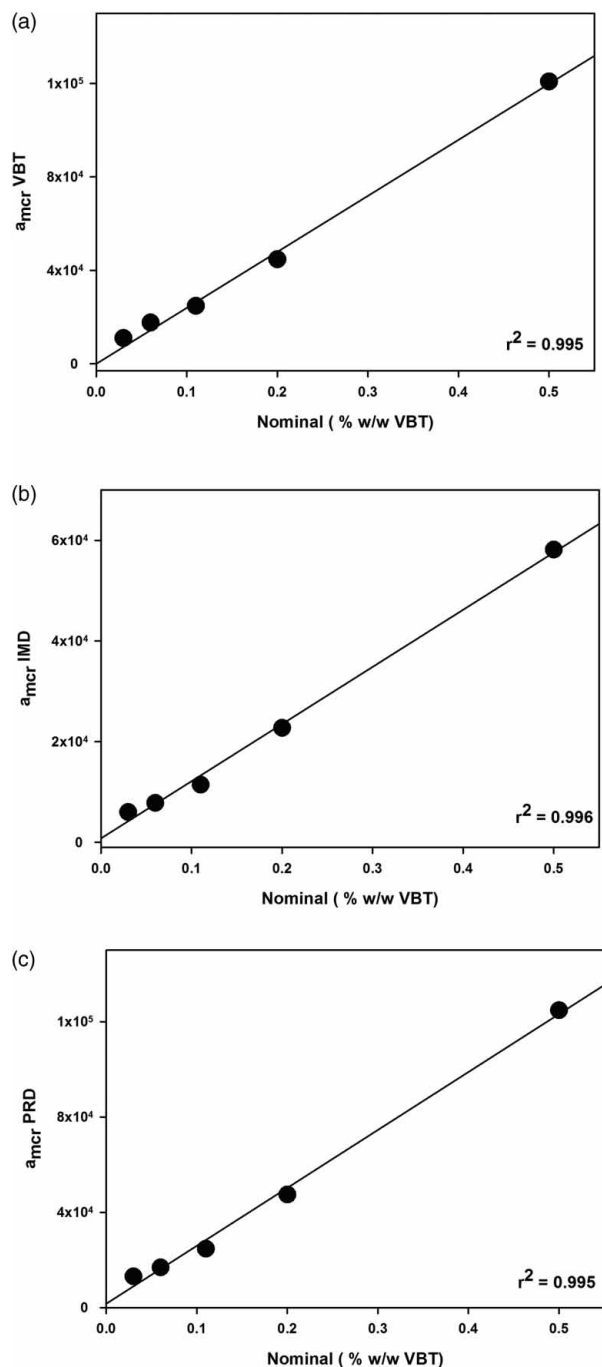 (a)
a_mcr VBT
1x10⁵
8x10⁴
4x10⁴
0
0.0 0.1 0.2 0.3 0.4 0.5
Nominal ( % w/w VBT)
r² = 0.995
(b)
a_mcr IMD
6x10⁴
4x10⁴
2x10⁴
0
0.0 0.1 0.2 0.3 0.4 0.5
Nominal ( % w/w VBT)
r² = 0.996
(c)
a_mcr PRD
1x10⁵
8x10⁴
4x10⁴
0
0.0 0.1 0.2 0.3 0.4 0.5
Nominal ( % w/w VBT)
r² = 0.995